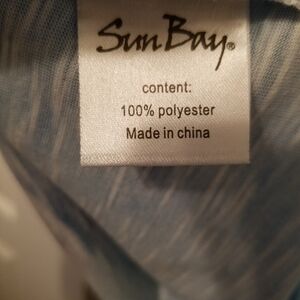 Sun Bay®
content:
100% polyester
Made in china